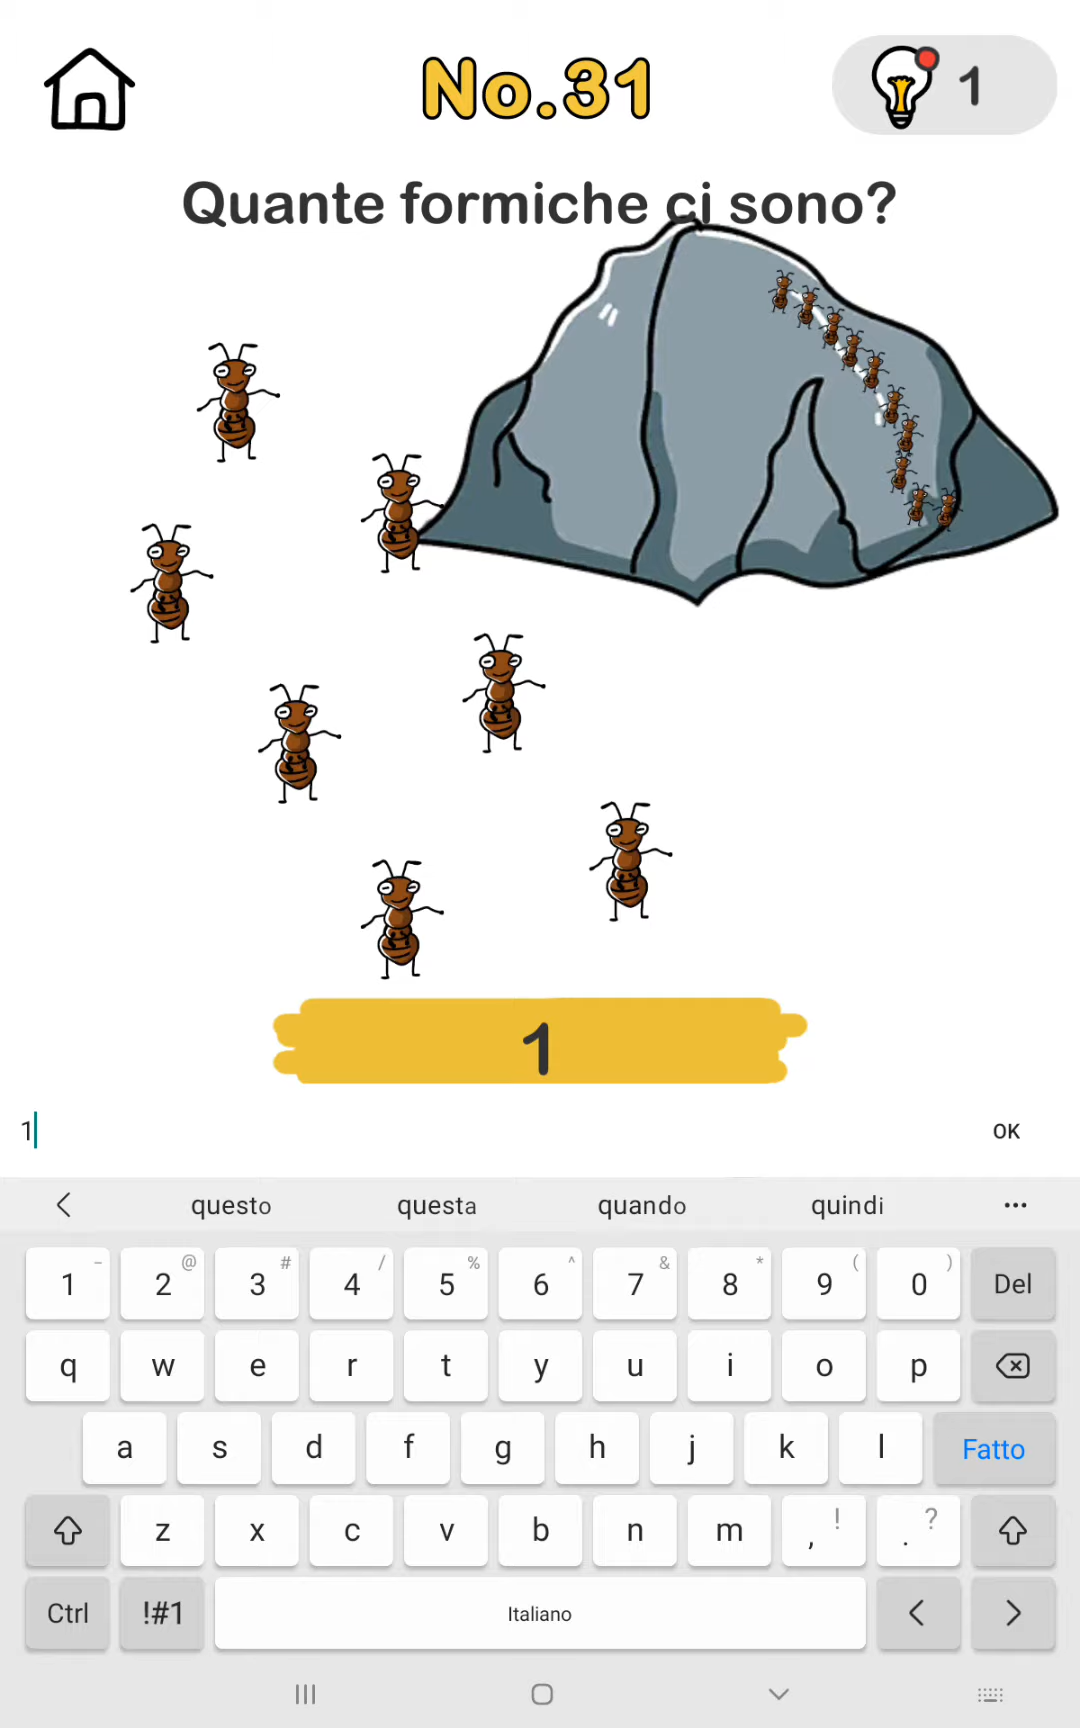 No.31
1
Quante formiche ci sono?
1
1
OK
questo questa quando quindi ...
1 - 2 @ 3 # 4 / 5 % 6 ^ 7 & 8 * 9 ( 0 ) Del
q w e r t y u i o p
a s d f g h j k l Fatto
z x c v b n m , ! . ?
Ctrl !#1 Italiano < >